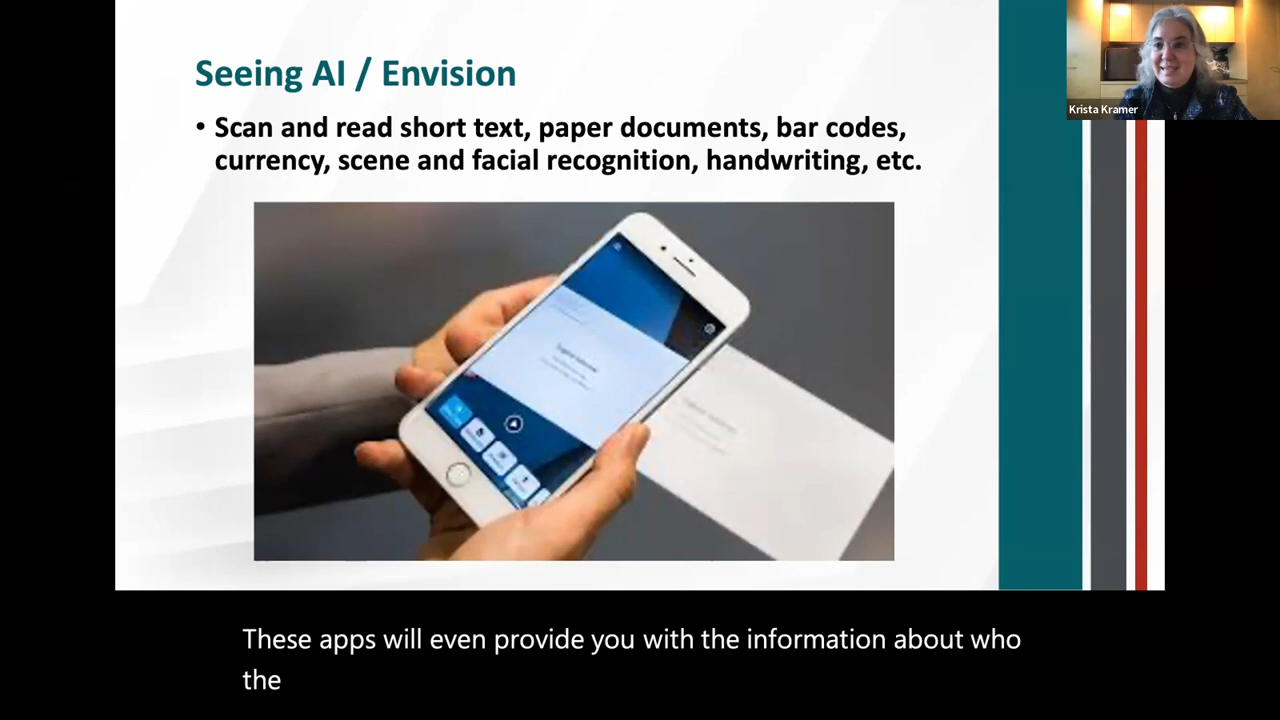 Seeing AI / Envision
• Scan and read short text, paper documents, bar codes,
currency, scene and facial recognition, handwriting, etc.
Krista Kramer
These apps will even provide you with the information about who
the